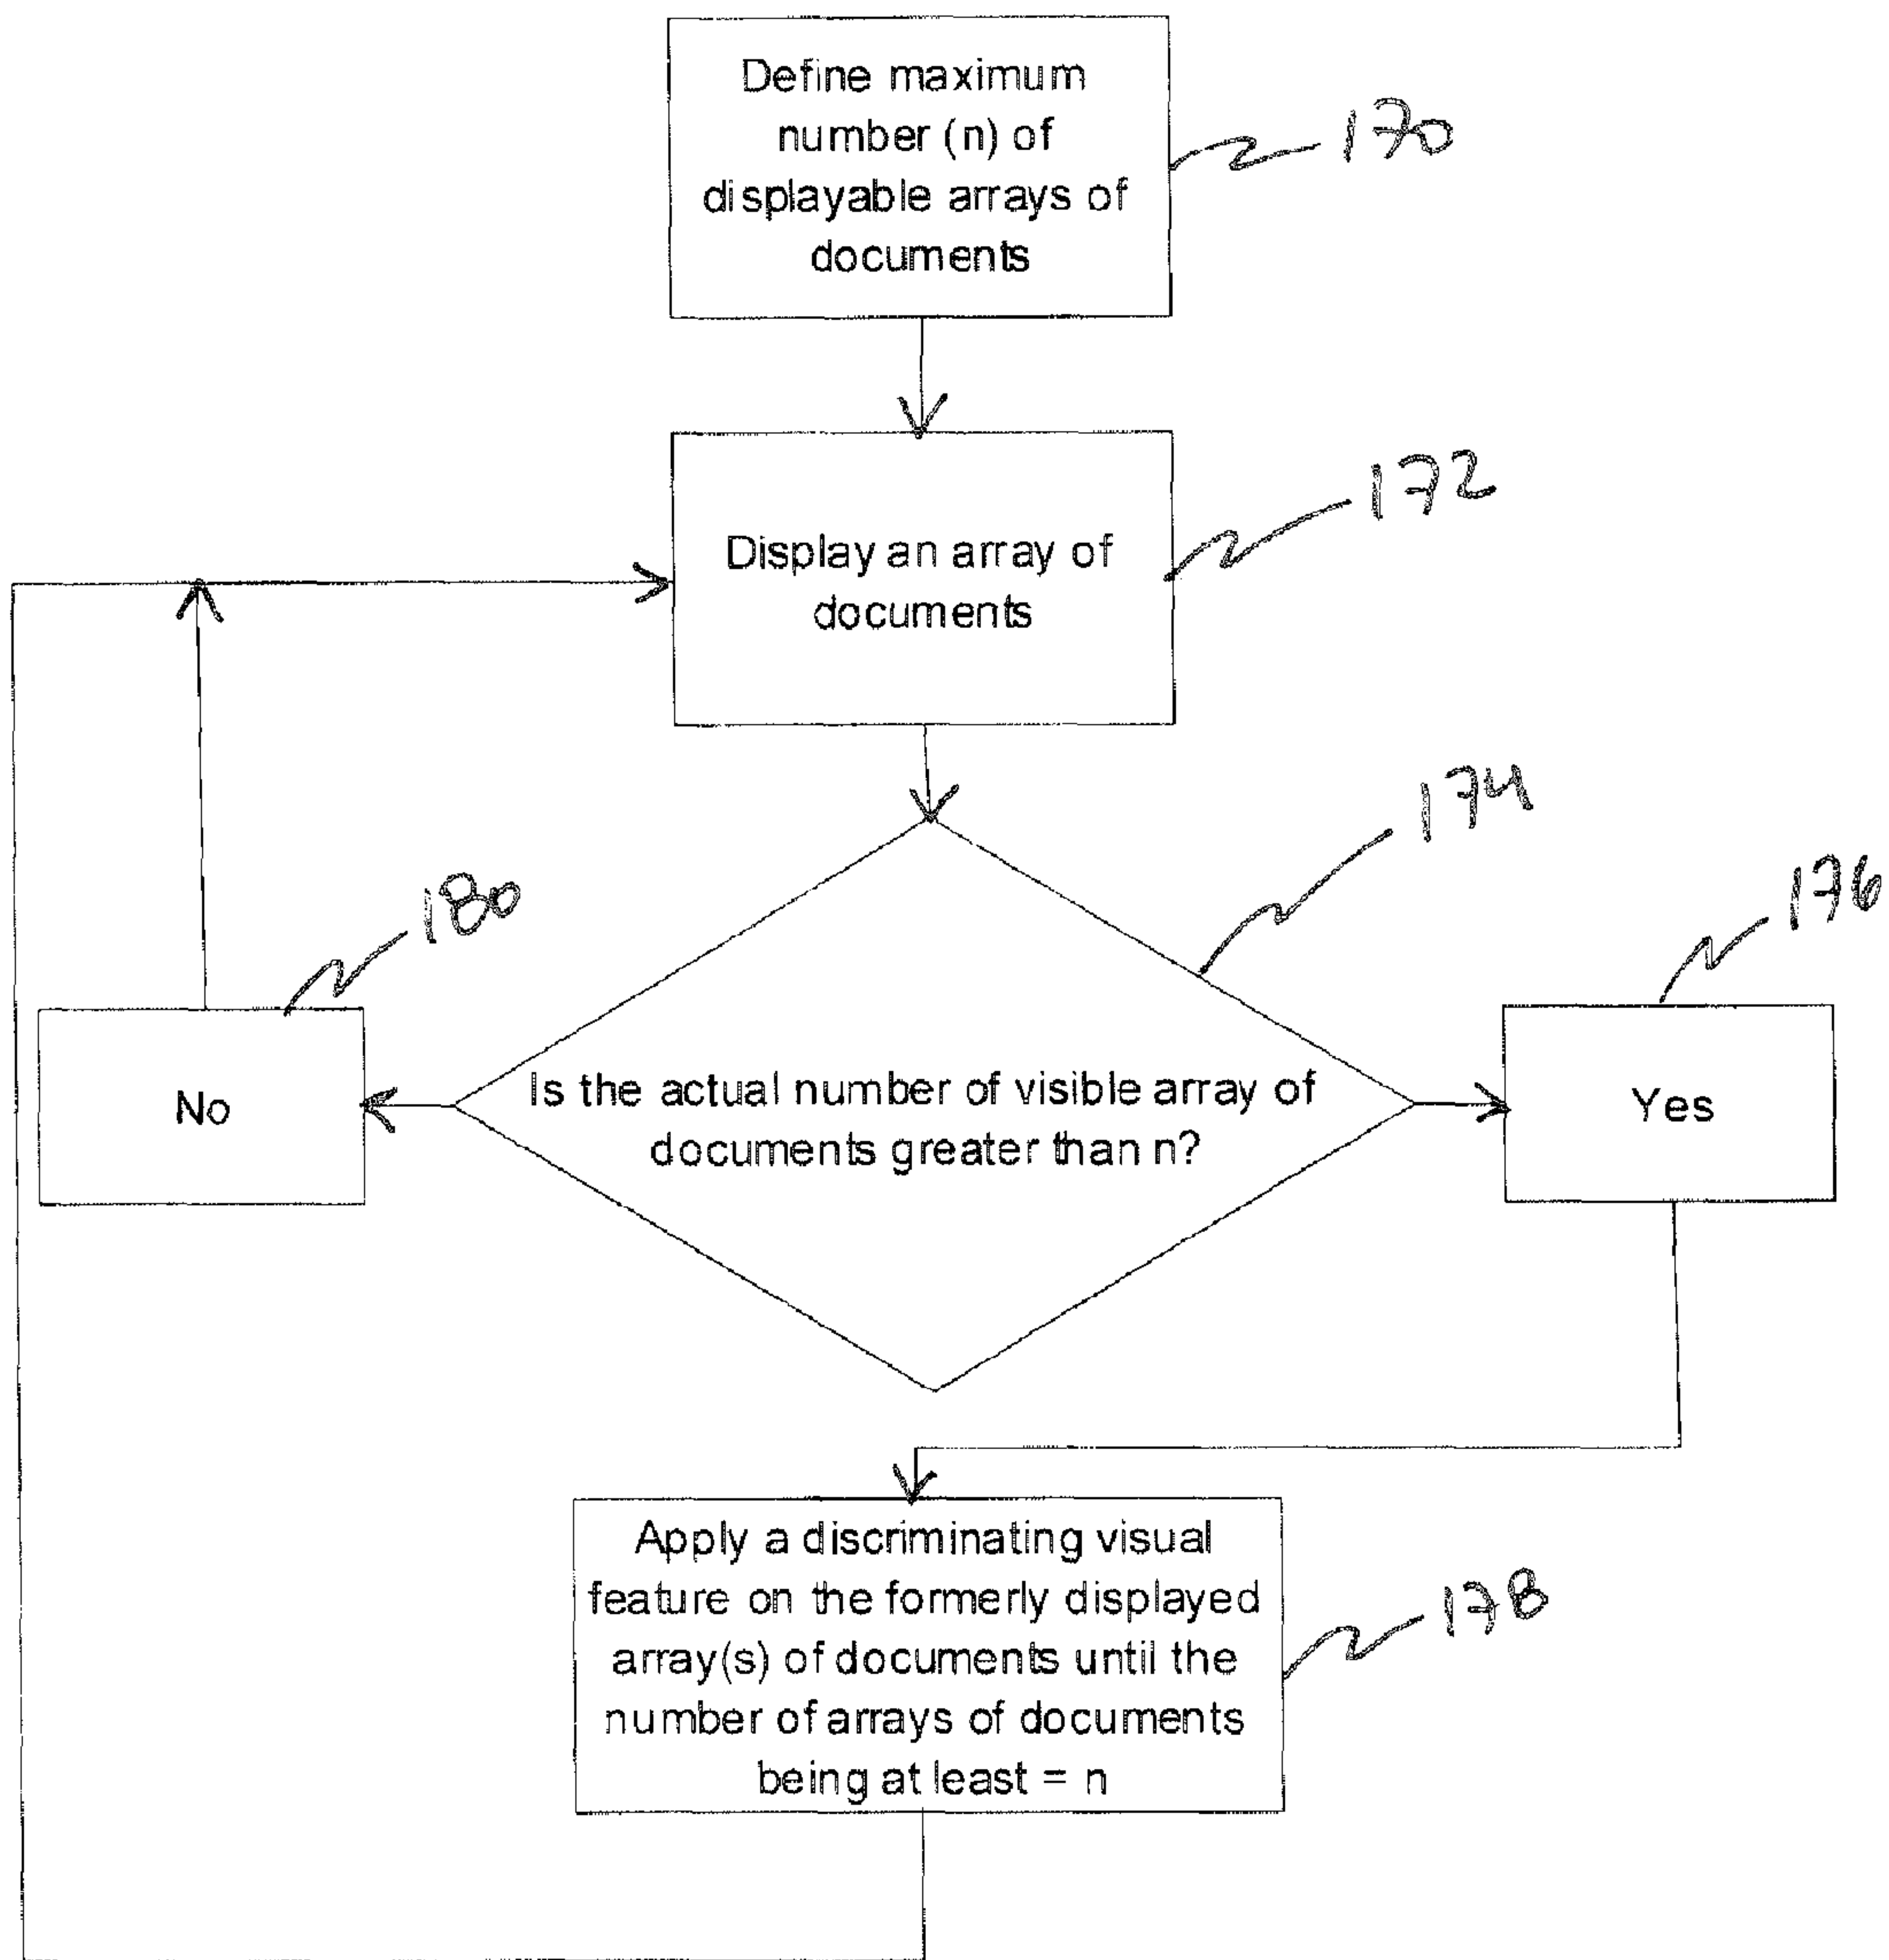 Define maximum
number (n) of
displayable arrays of
documents
170
Display an array of
documents
172
174
176
180
No
Is the actual number of visible array of
documents greater than n?
Yes
Apply a discriminating visual
feature on the formerly displayed
array(s) of documents until the
number of arrays of documents
being at least = n
178